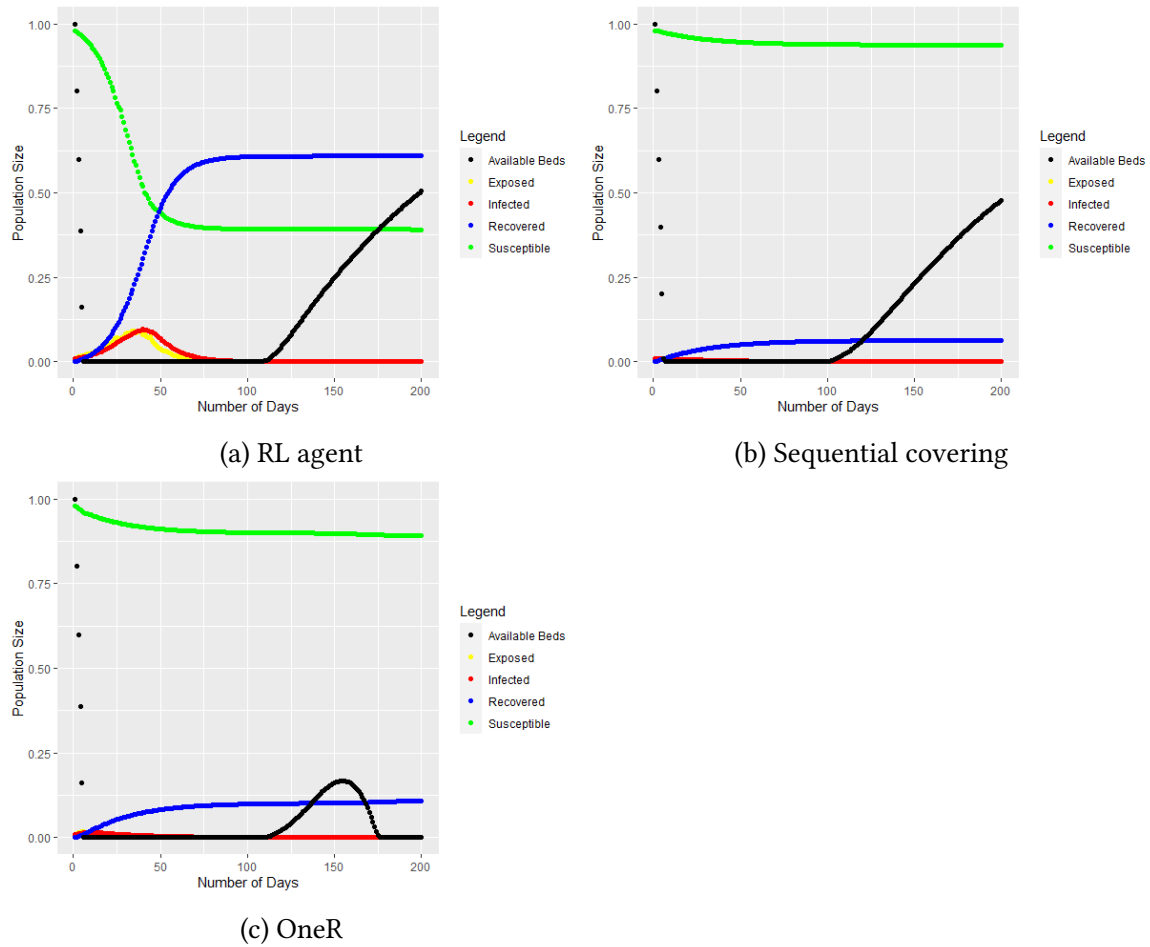 1.00
0.75
0.50
0.25
0.00
Population Size
0
50
100
150
200
Number of Days
Legend
Available Beds
Exposed
Infected
Recovered
Susceptible
(a) RL agent
1.00
0.75
0.50
0.25
0.00
Population Size
0
50
100
150
200
Number of Days
Legend
Available Beds
Exposed
Infected
Recovered
Susceptible
(b) Sequential covering
1.00
0.75
0.50
0.25
0.00
Population Size
0
50
100
150
200
Number of Days
Legend
Available Beds
Exposed
Infected
Recovered
Susceptible
(c) OneR